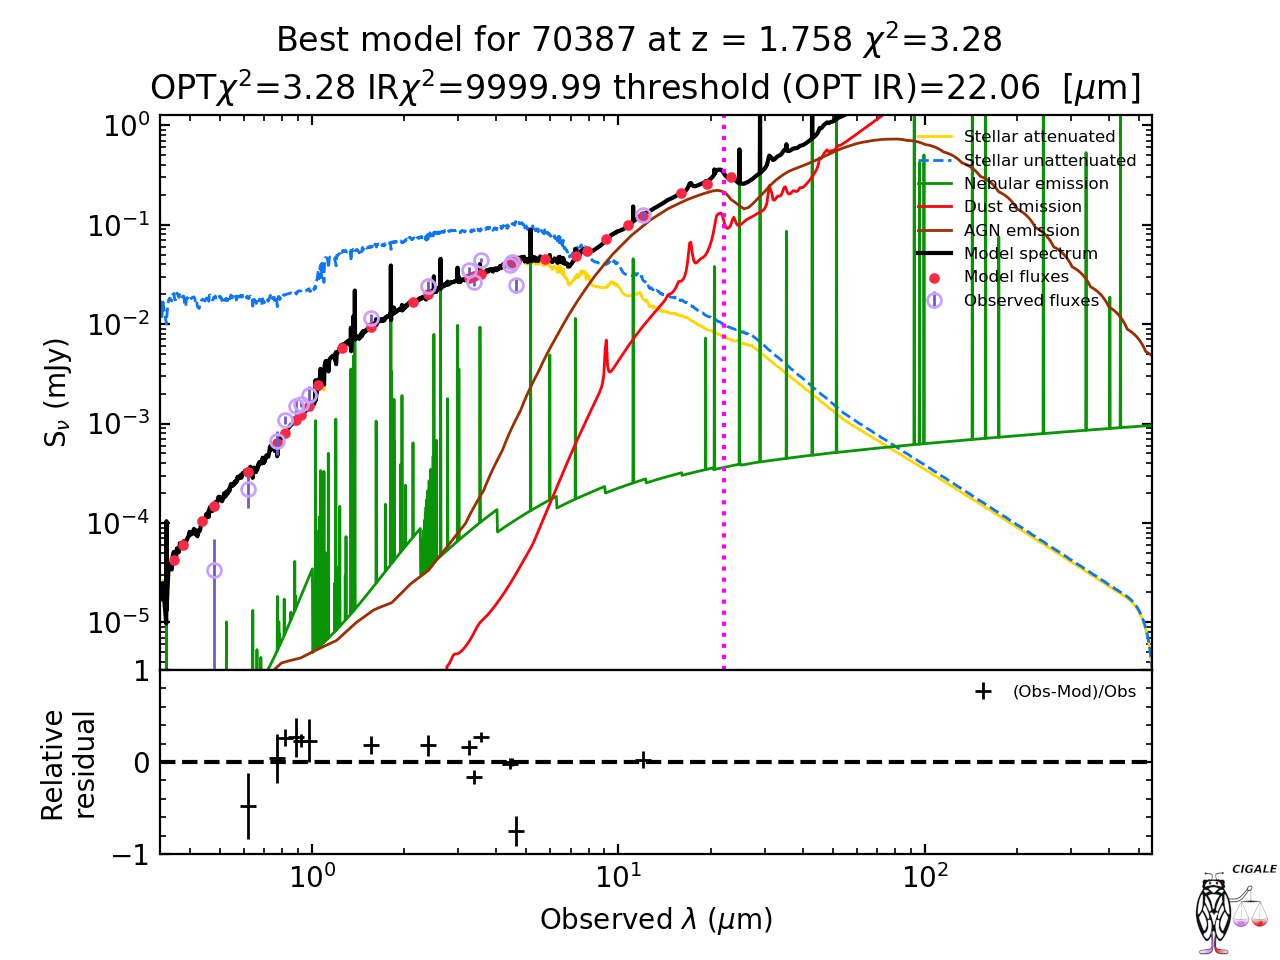 Best model for 70387 at z = 1.758 χ²=3.28
OPTχ²=3.28 IRχ²=9999.99 threshold (OPT IR)=22.06 [μm]
10⁰
10⁻¹
10⁻²
10⁻³
10⁻⁴
10⁻⁵
S_ν (mJy)
Stellar attenuated
Stellar unattenuated
Nebular emission
Dust emission
AGN emission
Model spectrum
Model fluxes
Observed fluxes
1
0
−1
Relative
residual
(Obs-Mod)/Obs
10⁰ 10¹ 10²
Observed λ (μm)
CIGALE